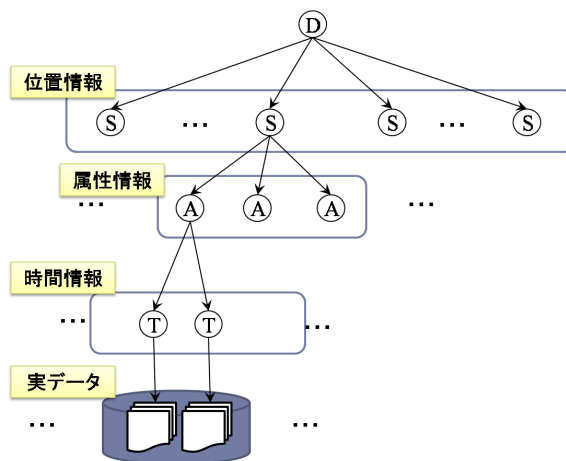 D
位置情報
S ... S S ... S
属性情報
... A A A ...
時間情報
... T T ...
実データ
... ...